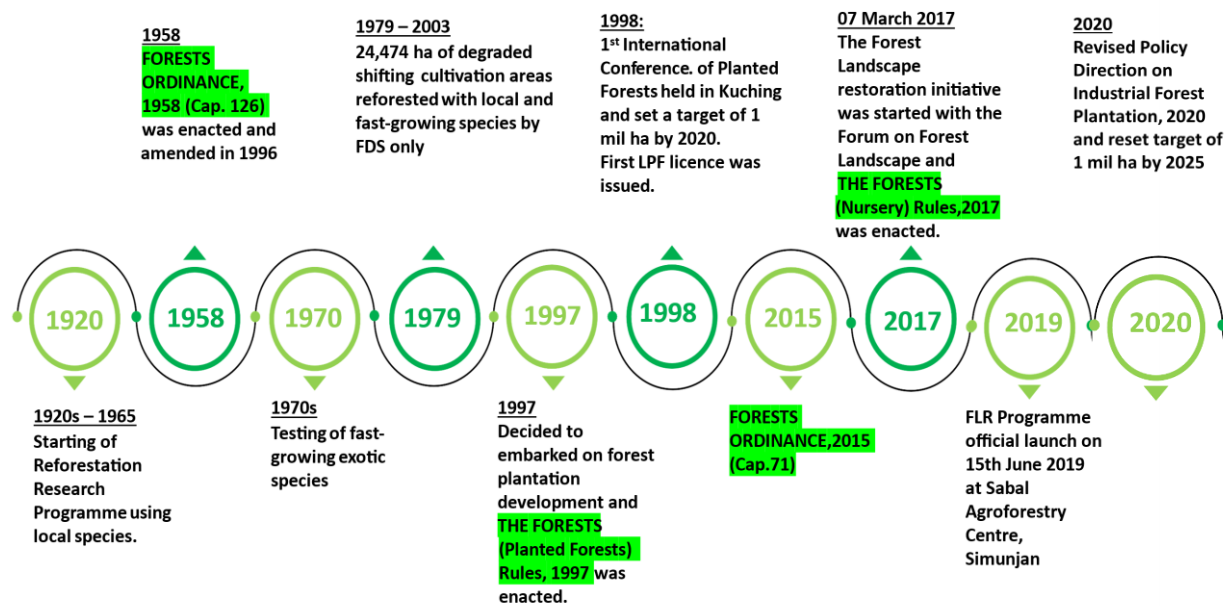 1958
FORESTS
ORDINANCE,
1958 (Cap. 126)
was enacted and
amended in 1996
1979 – 2003
24,474 ha of degraded
shifting cultivation areas
reforested with local and
fast-growing species by
FDS only
1998:
1st International
Conference. of Planted
Forests held in Kuching
and set a target of 1
mil ha by 2020.
First LPF licence was
issued.
07 March 2017
The Forest
Landscape
restoration initiative
was started with the
Forum on Forest
Landscape and
THE FORESTS
(Nursery) Rules,2017
was enacted.
2020
Revised Policy
Direction on
Industrial Forest
Plantation, 2020
and reset target of
1 mil ha by 2025
1920
1958
1970
1979
1997
1998
2015
2017
2019
2020
1920s – 1965
Starting of
Reforestation
Research
Programme using
local species.
1970s
Testing of fast-
growing exotic
species
1997
Decided to
embarked on forest
plantation
development and
THE FORESTS
(Planted Forests)
Rules, 1997 was
enacted.
FORESTS
ORDINANCE,2015
(Cap.71)
FLR Programme
official launch on
15th June 2019
at Sabal
Agroforestry
Centre,
Simunjan